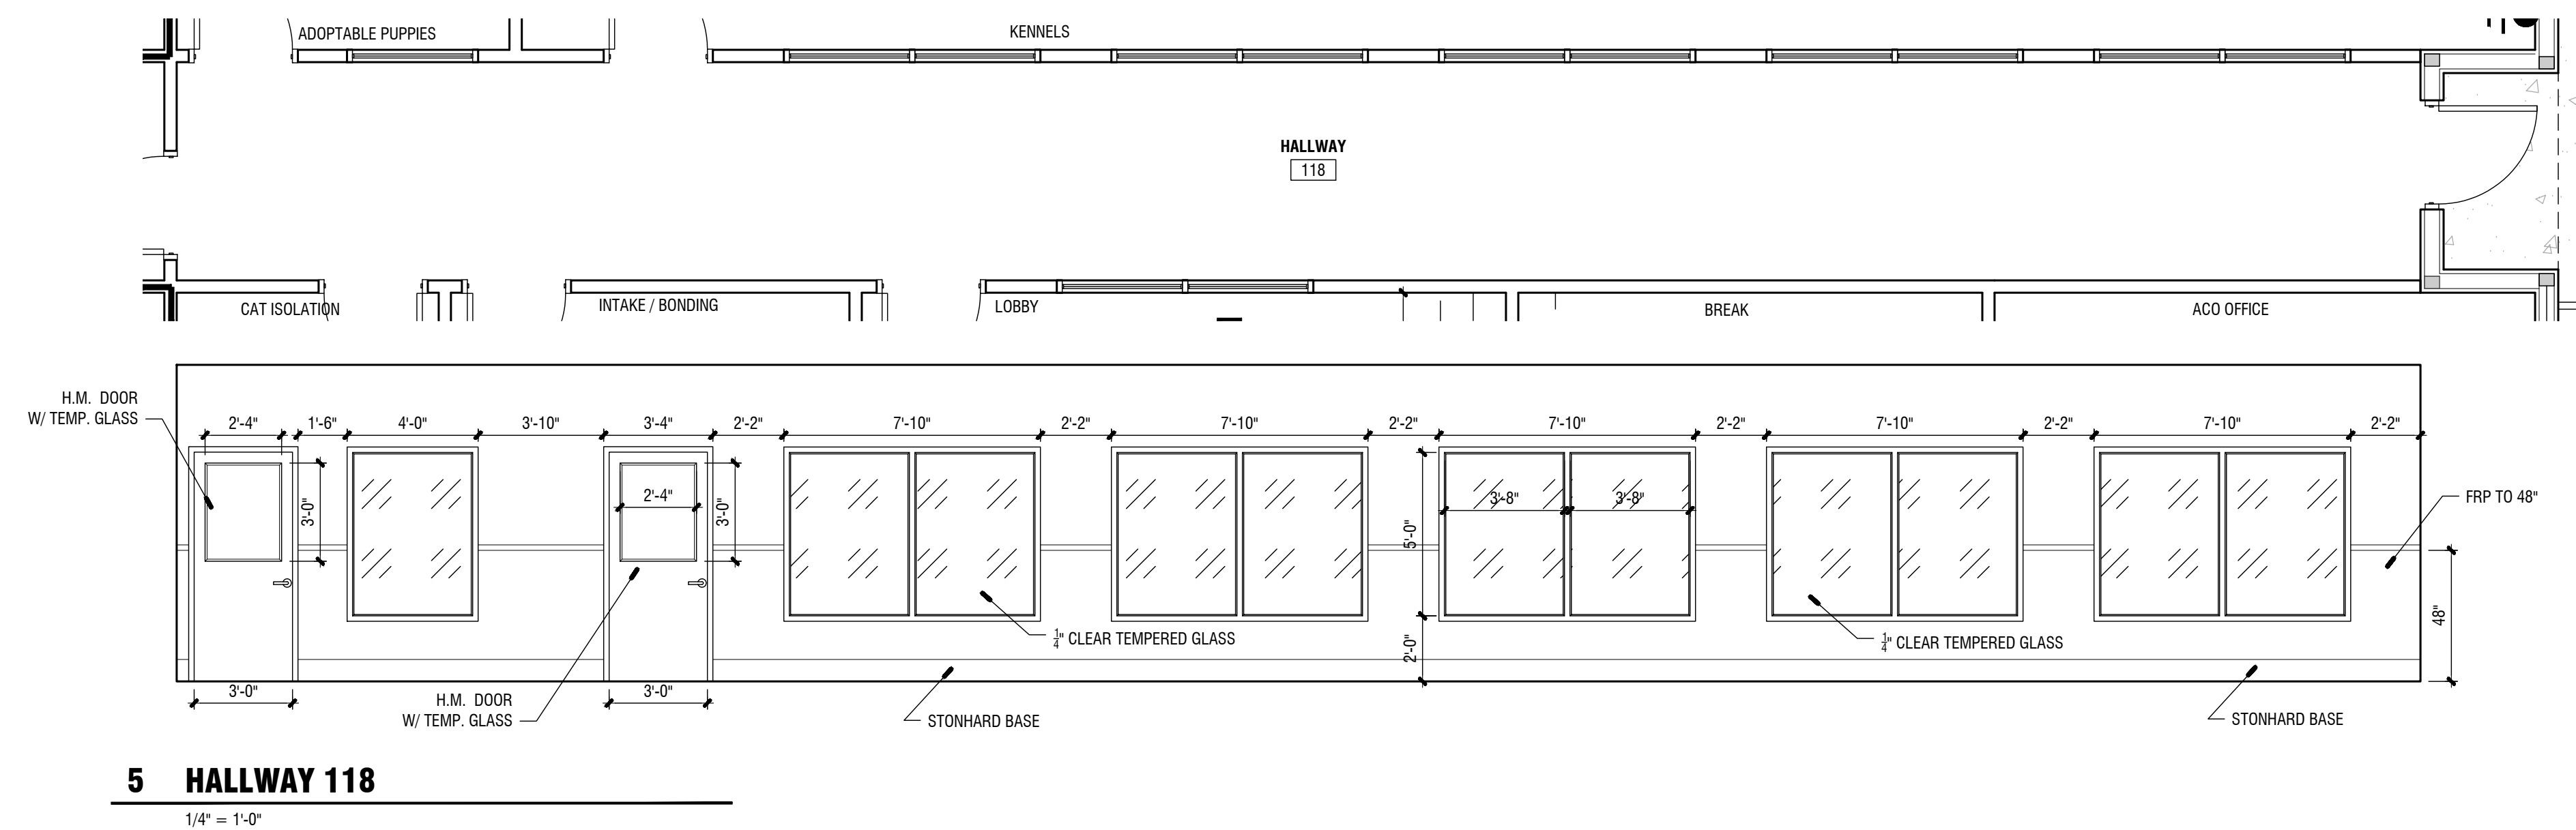 ADOPTABLE PUPPIES
KENNELS
HALLWAY
118
CAT ISOLATION
INTAKE / BONDING
LOBBY
BREAK
ACO OFFICE
H.M. DOOR
W/ TEMP. GLASS
2'-4" 1'-6" 4'-0" 3'-10" 3'-4" 2'-2" 7'-10" 2'-2" 7'-10" 2'-2" 7'-10" 2'-2" 7'-10" 2'-2" 7'-10" 2'-2"
3'-0"
2'-4"
3'-0"
5'-0"
3'-8" 3'-8"
FRP TO 48"
1/4" CLEAR TEMPERED GLASS
2'-0"
1/4" CLEAR TEMPERED GLASS
48"
3'-0"
3'-0"
H.M. DOOR
W/ TEMP. GLASS
STONHARD BASE
STONHARD BASE
5 HALLWAY 118
1/4" = 1'-0"